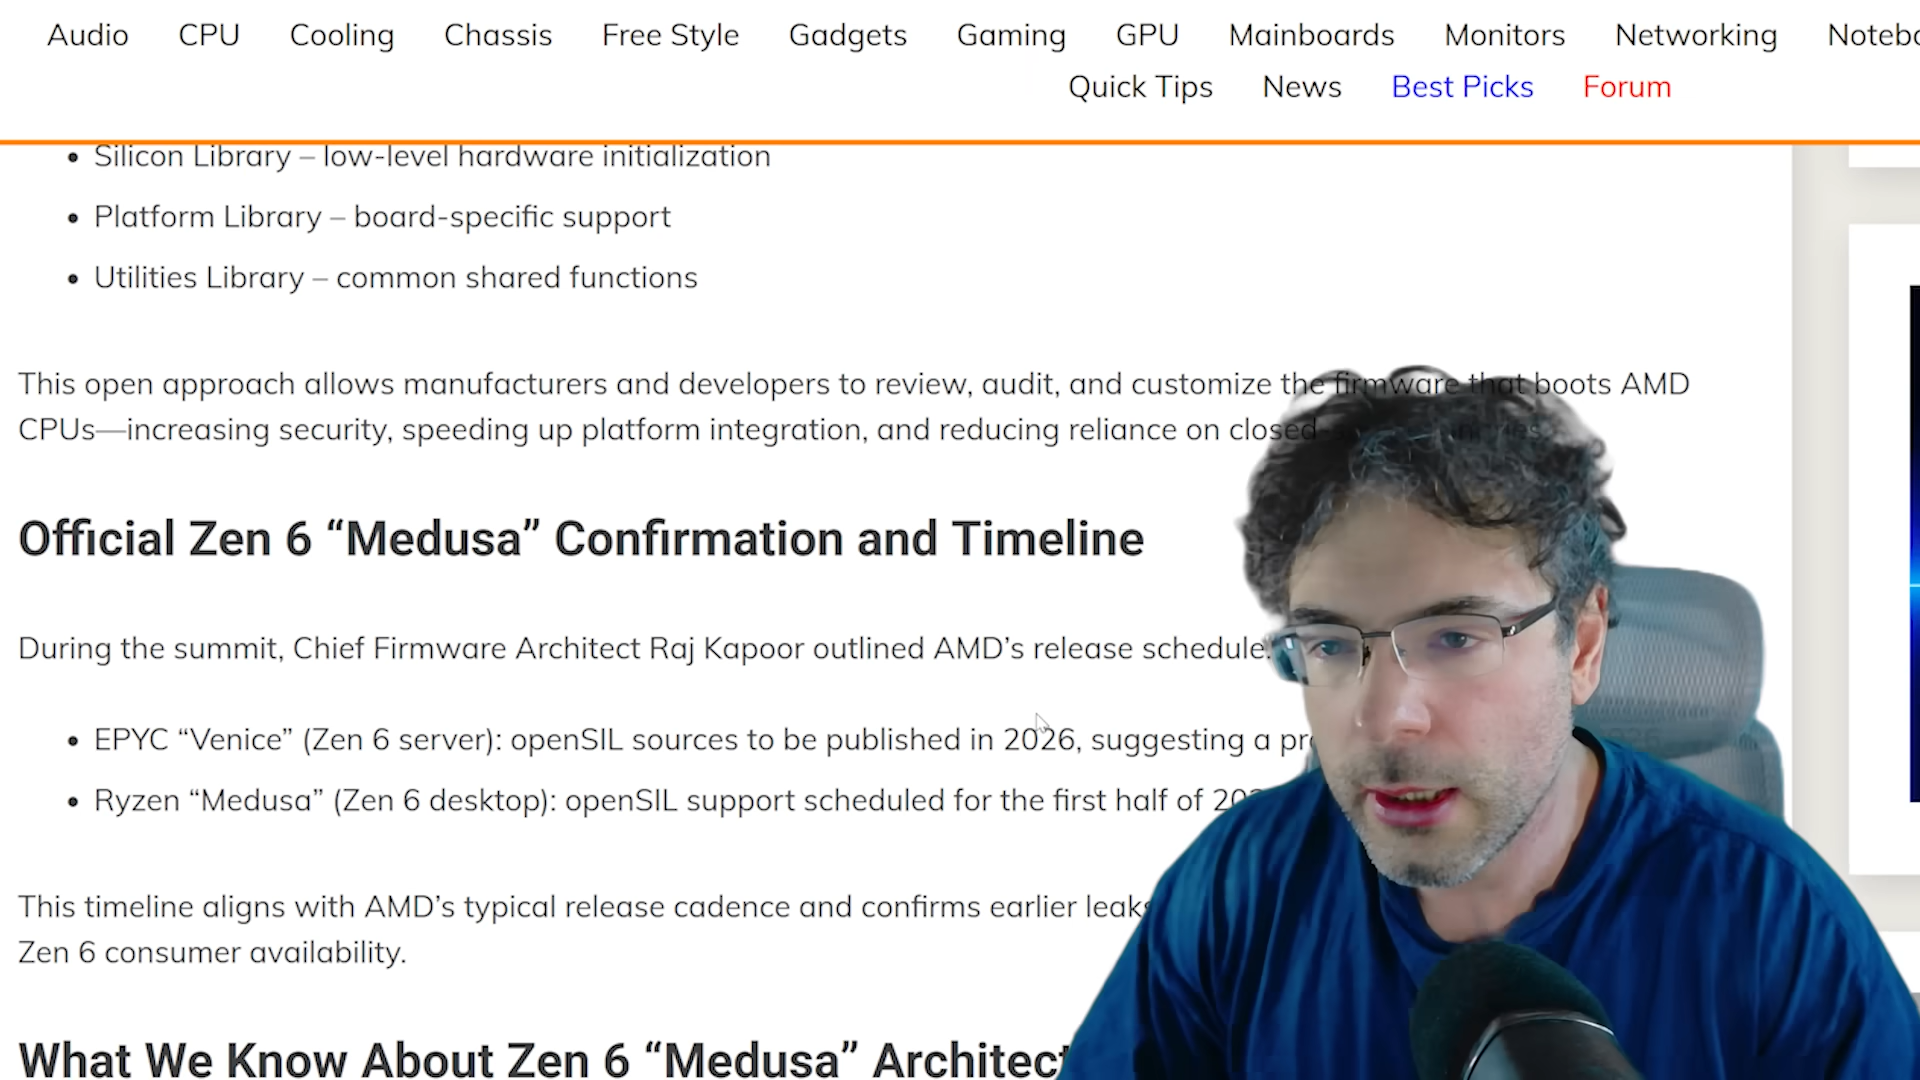 Audio CPU Cooling Chassis Free Style Gadgets Gaming GPU Mainboards Monitors Networking
Quick Tips News Best Picks Forum
Silicon Library – low-level hardware initialization
Platform Library – board-specific support
Utilities Library – common shared functions
This open approach allows manufacturers and developers to review, audit, and customize the firmware that boots AMD
CPUs—increasing security, speeding up platform integration, and reducing reliance on
Official Zen 6 “Medusa” Confirmation and Timeline
During the summit, Chief Firmware Architect Raj Kapoor outlined AMD’s release schedule:
EPYC “Venice” (Zen 6 server): openSIL sources to be published in 2026, suggesting a
Ryzen “Medusa” (Zen 6 desktop): openSIL support scheduled for the first half of
This timeline aligns with AMD’s typical release cadence and confirms earlier
Zen 6 consumer availability.
What We Know About Zen 6 “Medusa”